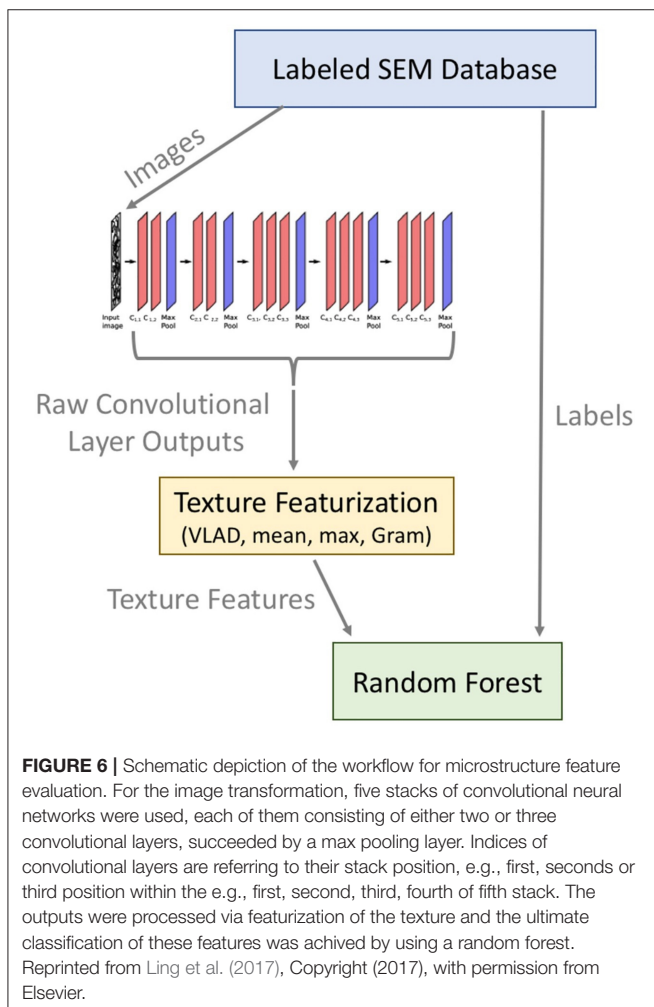 Labeled SEM Database
Images
Input image C1,1 C1,2 Max Pool C2,1 C 2,2 Max Pool C3,1, C3,2 C3,3 Max Pool C4,1 C4,2 C4,3 Max Pool C5,1 C5,2 C5,3 Max Pool
Raw Convolutional
Layer Outputs
Labels
Texture Featurization
(VLAD, mean, max, Gram)
Texture Features
Random Forest
FIGURE 6 | Schematic depiction of the workflow for microstructure feature
evaluation. For the image transformation, five stacks of convolutional neural
networks were used, each of them consisting of either two or three
convolutional layers, succeeded by a max pooling layer. Indices of
convolutional layers are referring to their stack position, e.g., first, seconds or
third position within the e.g., first, second, third, fourth of fifth stack. The
outputs were processed via featurization of the texture and the ultimate
classification of these features was achived by using a random forest.
Reprinted from Ling et al. (2017), Copyright (2017), with permission from
Elsevier.